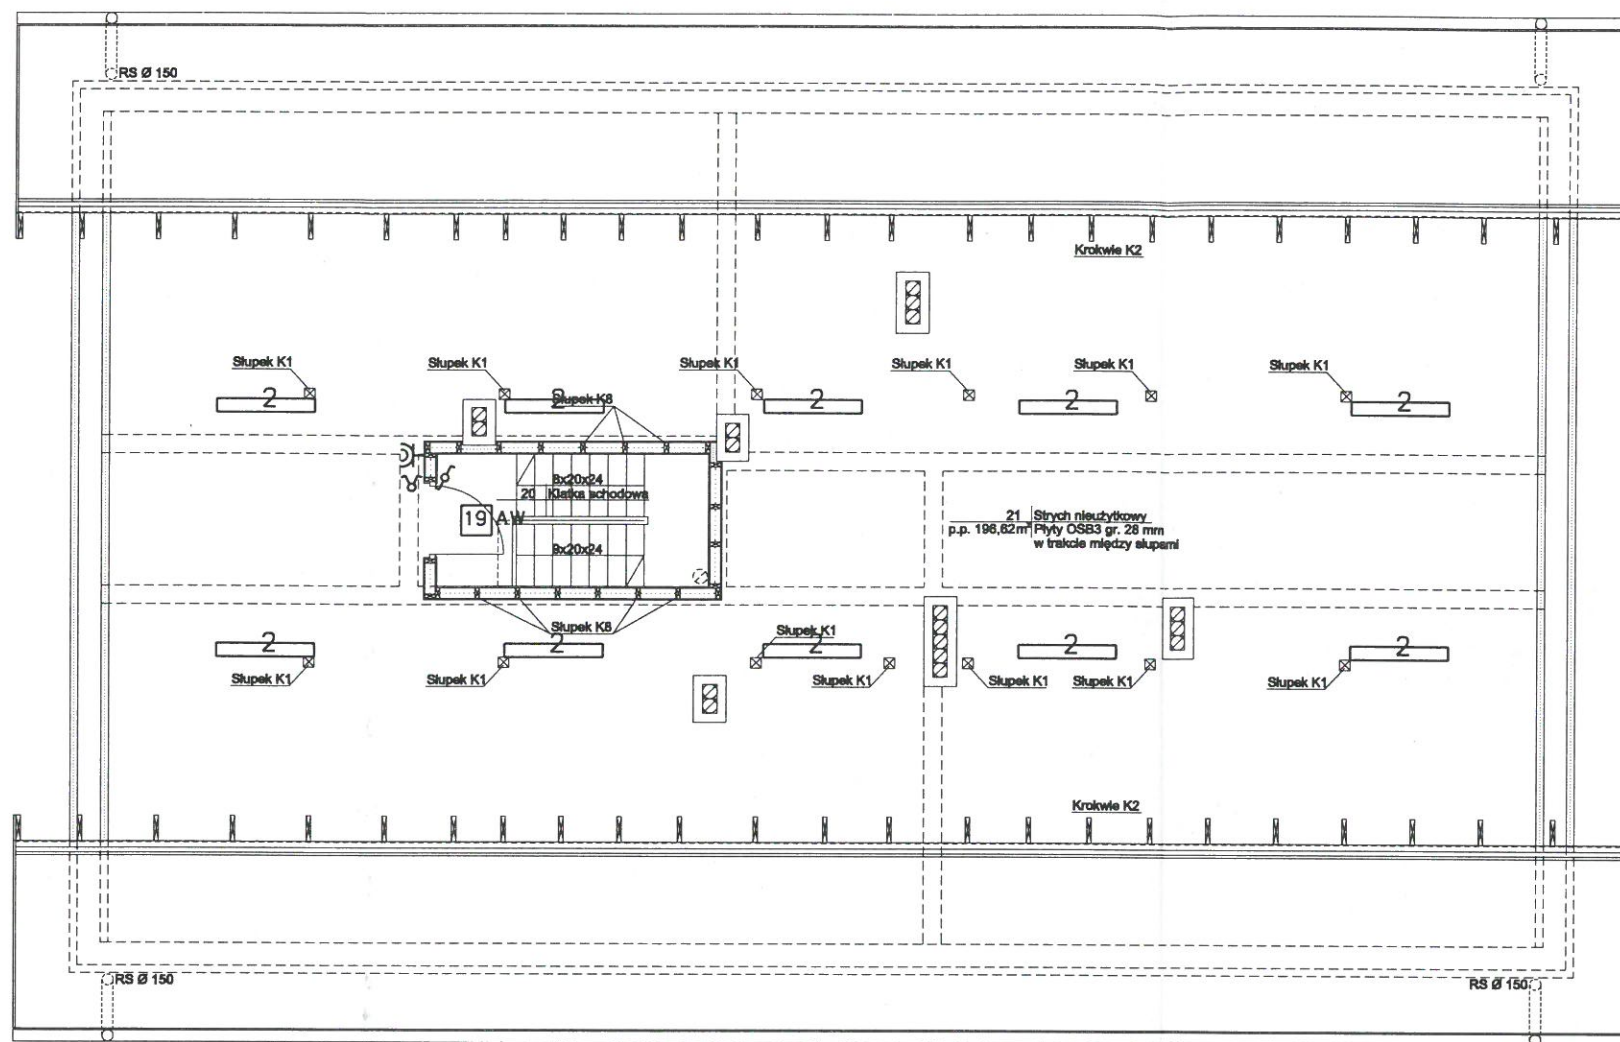 RS Ø 150
Krokwie K2
Słupek K1
Słupek K1
Słupek K1
Słupek K1
Słupek K1
Słupek K1
2
2
2
2
2
Słupek K8
8x20x24
20 Klatka schodowa
19 AW
9x20x24
21 Strych nieużytkowy
p.p. 196,62m² Płyty OSB3 gr. 28 mm
w trakcie między słupami
Słupek K8
Słupek K1
2
2
2
2
2
Słupek K1
Słupek K1
Słupek K1
Słupek K1
Słupek K1
Słupek K1
Krokwie K2
RS Ø 150
RS Ø 150